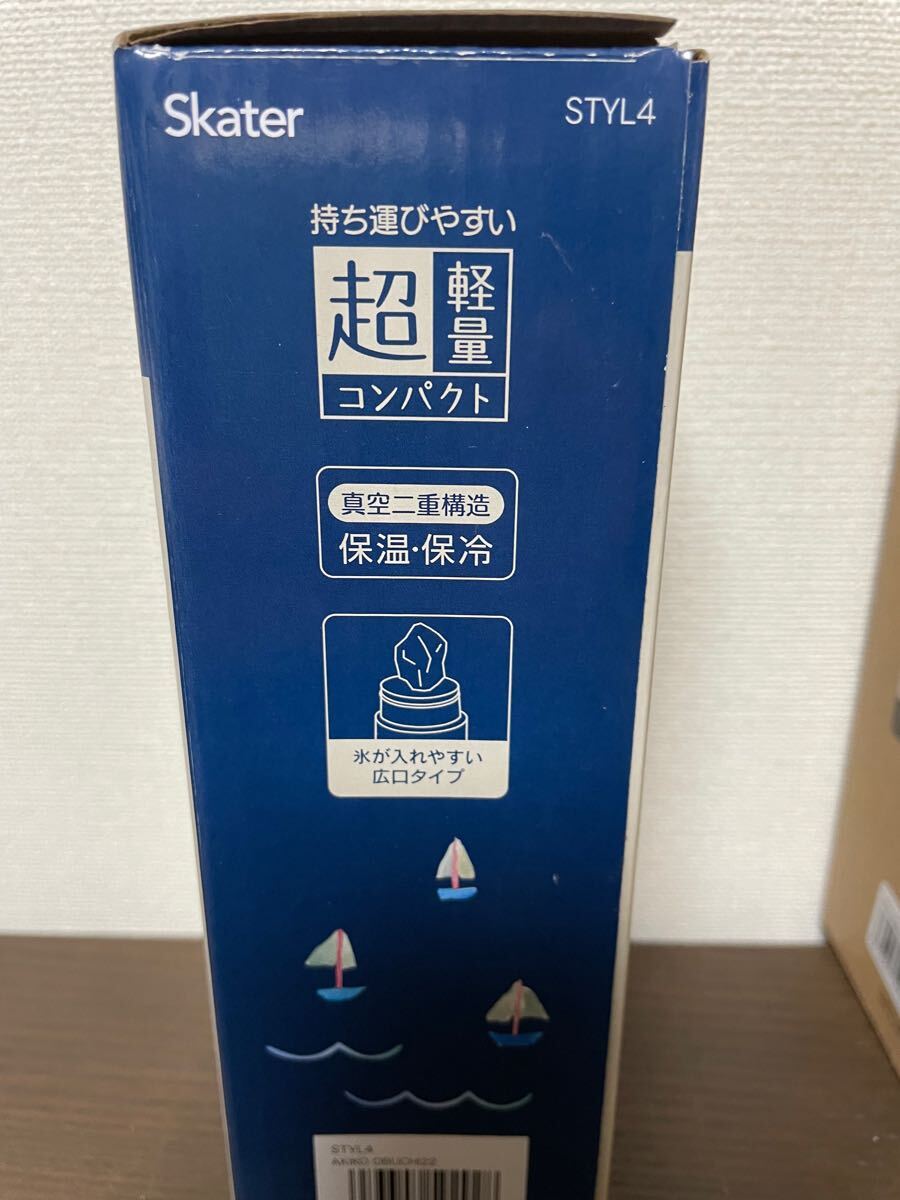 Skater
STYL4
持ち運びやすい
超軽量
コンパクト
真空二重構造
保温・保冷
氷が入れやすい
広口タイプ
STYL4
AKIKO OBUCHI22